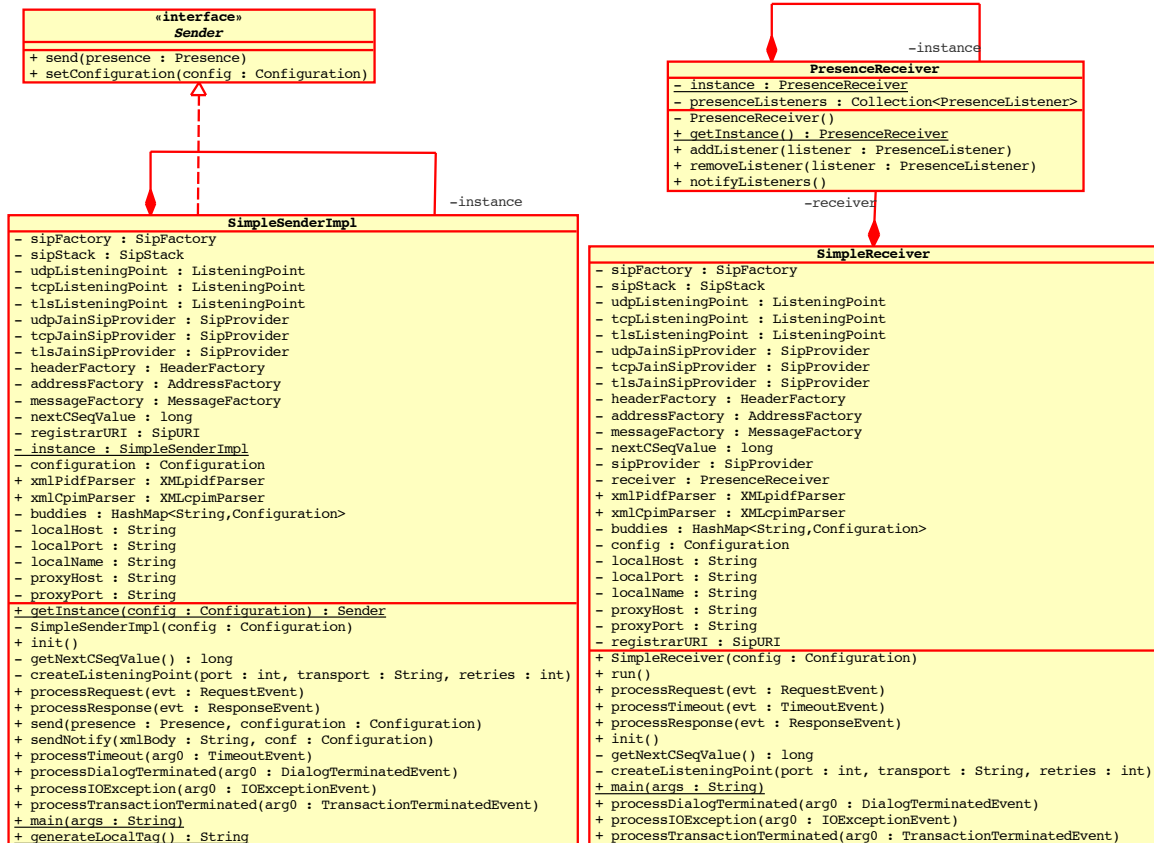 «interface»
Sender
+ send(presence : Presence)
+ setConfiguration(config : Configuration)
-instance
SimpleSenderImpl
- sipFactory : SipFactory
- sipStack : SipStack
- udpListeningPoint : ListeningPoint
- tcpListeningPoint : ListeningPoint
- tlsListeningPoint : ListeningPoint
- udpJainSipProvider : SipProvider
- tcpJainSipProvider : SipProvider
- tlsJainSipProvider : SipProvider
- headerFactory : HeaderFactory
- addressFactory : AddressFactory
- messageFactory : MessageFactory
- nextCSeqValue : long
- registrarURI : SipURI
- instance : SimpleSenderImpl
- configuration : Configuration
+ xmlPidfParser : XMLpidfParser
+ xmlCpimParser : XMLcpimParser
- buddies : HashMap<String,Configuration>
- localHost : String
- localPort : String
- localName : String
- proxyHost : String
- proxyPort : String
+ getInstance(config : Configuration) : Sender
- SimpleSenderImpl(config : Configuration)
+ init()
- getNextCSeqValue() : long
- createListeningPoint(port : int, transport : String, retries : int)
+ processRequest(evt : RequestEvent)
+ processResponse(evt : ResponseEvent)
+ send(presence : Presence, configuration : Configuration)
+ sendNotify(xmlBody : String, conf : Configuration)
+ processTimeout(arg0 : TimeoutEvent)
+ processDialogTerminated(arg0 : DialogTerminatedEvent)
+ processIOException(arg0 : IOExceptionEvent)
+ processTransactionTerminated(arg0 : TransactionTerminatedEvent)
+ main(args : String)
+ generateLocalTag() : String
-instance
PresenceReceiver
- instance : PresenceReceiver
- presenceListeners : Collection<PresenceListener>
- PresenceReceiver()
+ getInstance() : PresenceReceiver
+ addListener(listener : PresenceListener)
+ removeListener(listener : PresenceListener)
+ notifyListeners()
-receiver
SimpleReceiver
- sipFactory : SipFactory
- sipStack : SipStack
- udpListeningPoint : ListeningPoint
- tcpListeningPoint : ListeningPoint
- tlsListeningPoint : ListeningPoint
- udpJainSipProvider : SipProvider
- tcpJainSipProvider : SipProvider
- tlsJainSipProvider : SipProvider
- headerFactory : HeaderFactory
- addressFactory : AddressFactory
- messageFactory : MessageFactory
- nextCSeqValue : long
- sipProvider : SipProvider
- receiver : PresenceReceiver
+ xmlPidfParser : XMLpidfParser
+ xmlCpimParser : XMLcpimParser
- buddies : HashMap<String,Configuration>
- config : Configuration
- localHost : String
- localPort : String
- localName : String
- proxyHost : String
- proxyPort : String
- registrarURI : SipURI
+ SimpleReceiver(config : Configuration)
+ run()
+ processRequest(evt : RequestEvent)
+ processTimeout(evt : TimeoutEvent)
+ processResponse(evt : ResponseEvent)
+ init()
- getNextCSeqValue() : long
- createListeningPoint(port : int, transport : String, retries : int)
+ main(args : String)
+ processDialogTerminated(arg0 : DialogTerminatedEvent)
+ processIOException(arg0 : IOExceptionEvent)
+ processTransactionTerminated(arg0 : TransactionTerminatedEvent)